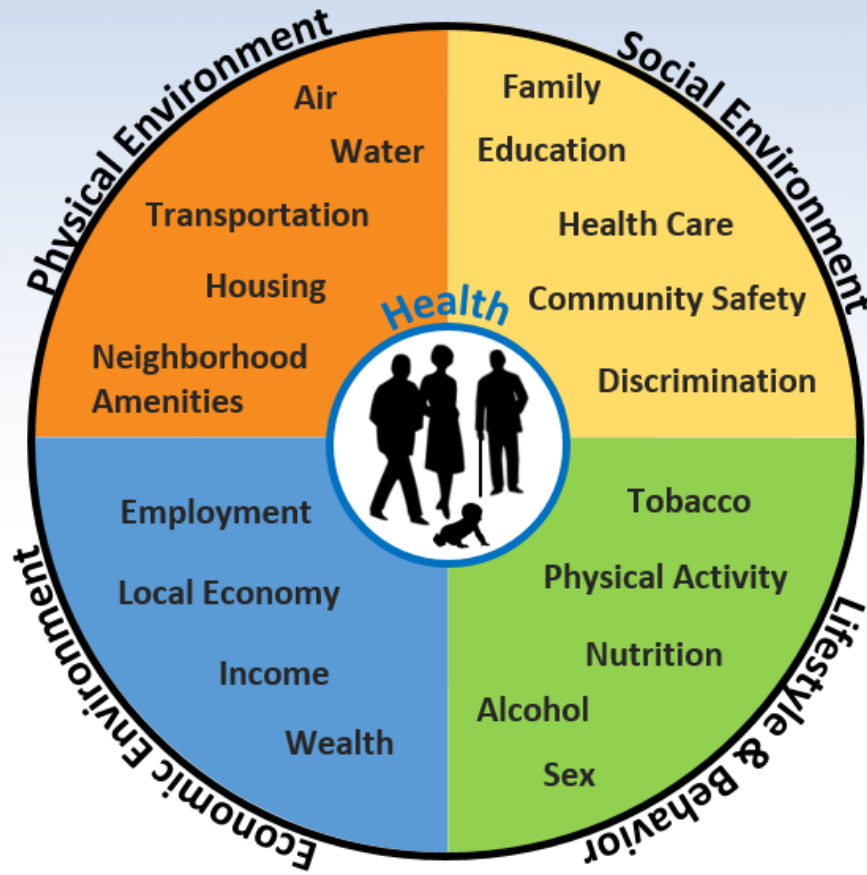 Physical Environment
Air
Water
Transportation
Housing
Neighborhood
Amenities
Social Environment
Family
Education
Health Care
Community Safety
Discrimination
Health
Economic Environment
Employment
Local Economy
Income
Wealth
Lifestyle & Behavior
Tobacco
Physical Activity
Nutrition
Alcohol
Sex